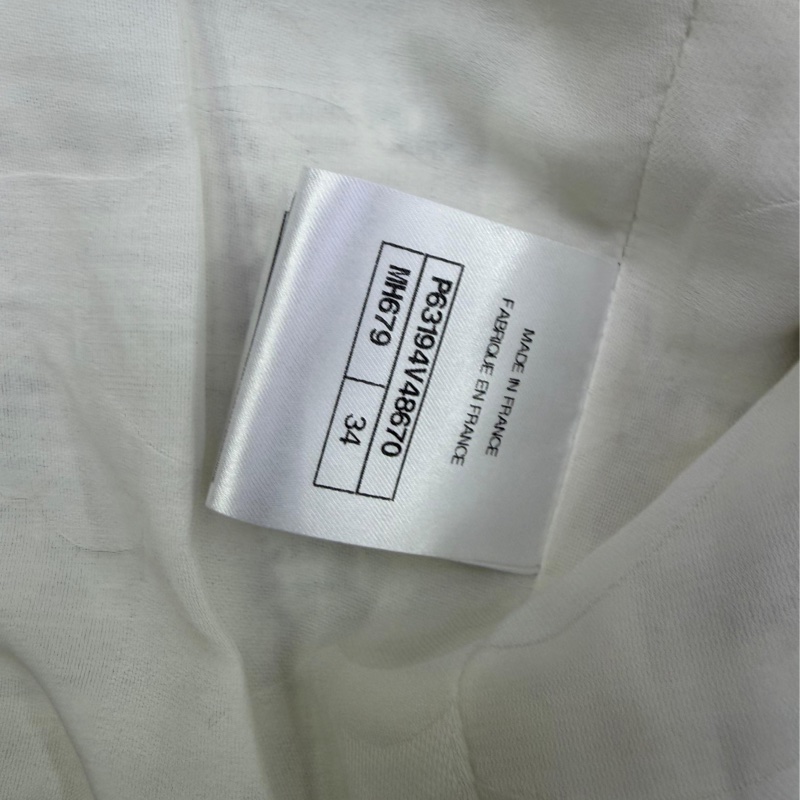 MADE IN FRANCE
FABRIQUE EN FRANCE
P63194V48670
MH679 34